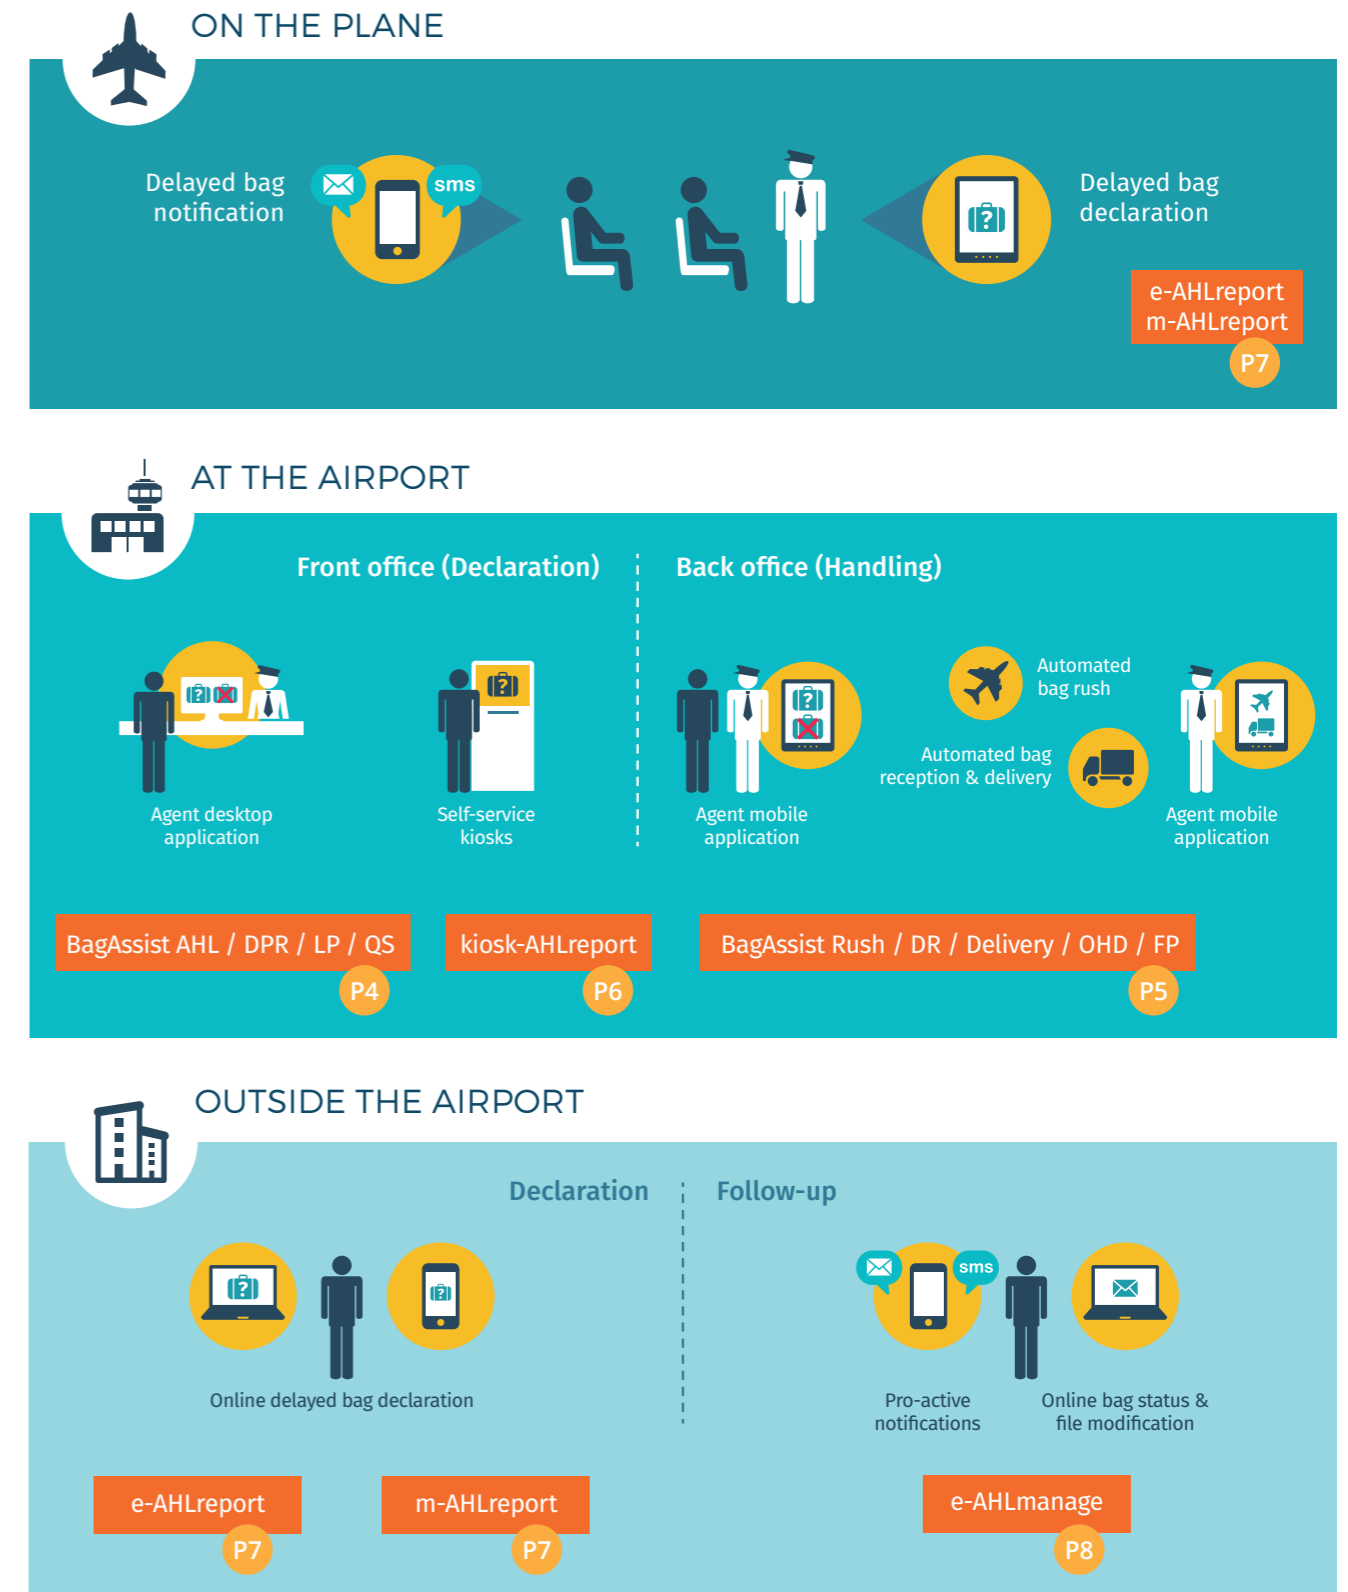 ON THE PLANE
Delayed bag
notification
sms
?
Delayed bag
declaration
e-AHLreport
m-AHLreport
P7
AT THE AIRPORT
Front office (Declaration)
Back office (Handling)
?
Agent desktop
application
?
Self-service
kiosks
?
Agent mobile
application
Automated
bag rush
Automated bag
reception & delivery
Agent mobile
application
BagAssist AHL / DPR / LP / QS
P4
kiosk-AHLreport
P6
BagAssist Rush / DR / Delivery / OHD / FP
P5
OUTSIDE THE AIRPORT
Declaration
Follow-up
?
?
Online delayed bag declaration
sms
Pro-active
notifications
Online bag status &
file modification
e-AHLreport
P7
m-AHLreport
P7
e-AHLmanage
P8